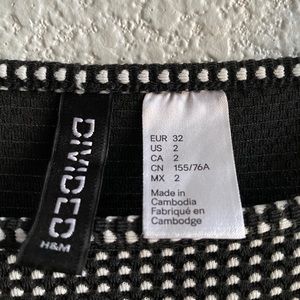 DIVIDED
H&M
EUR 32
US 2
CA 2
CN 155/76A
MX 2
Made in
Cambodia
Fabriqué en
Cambodge